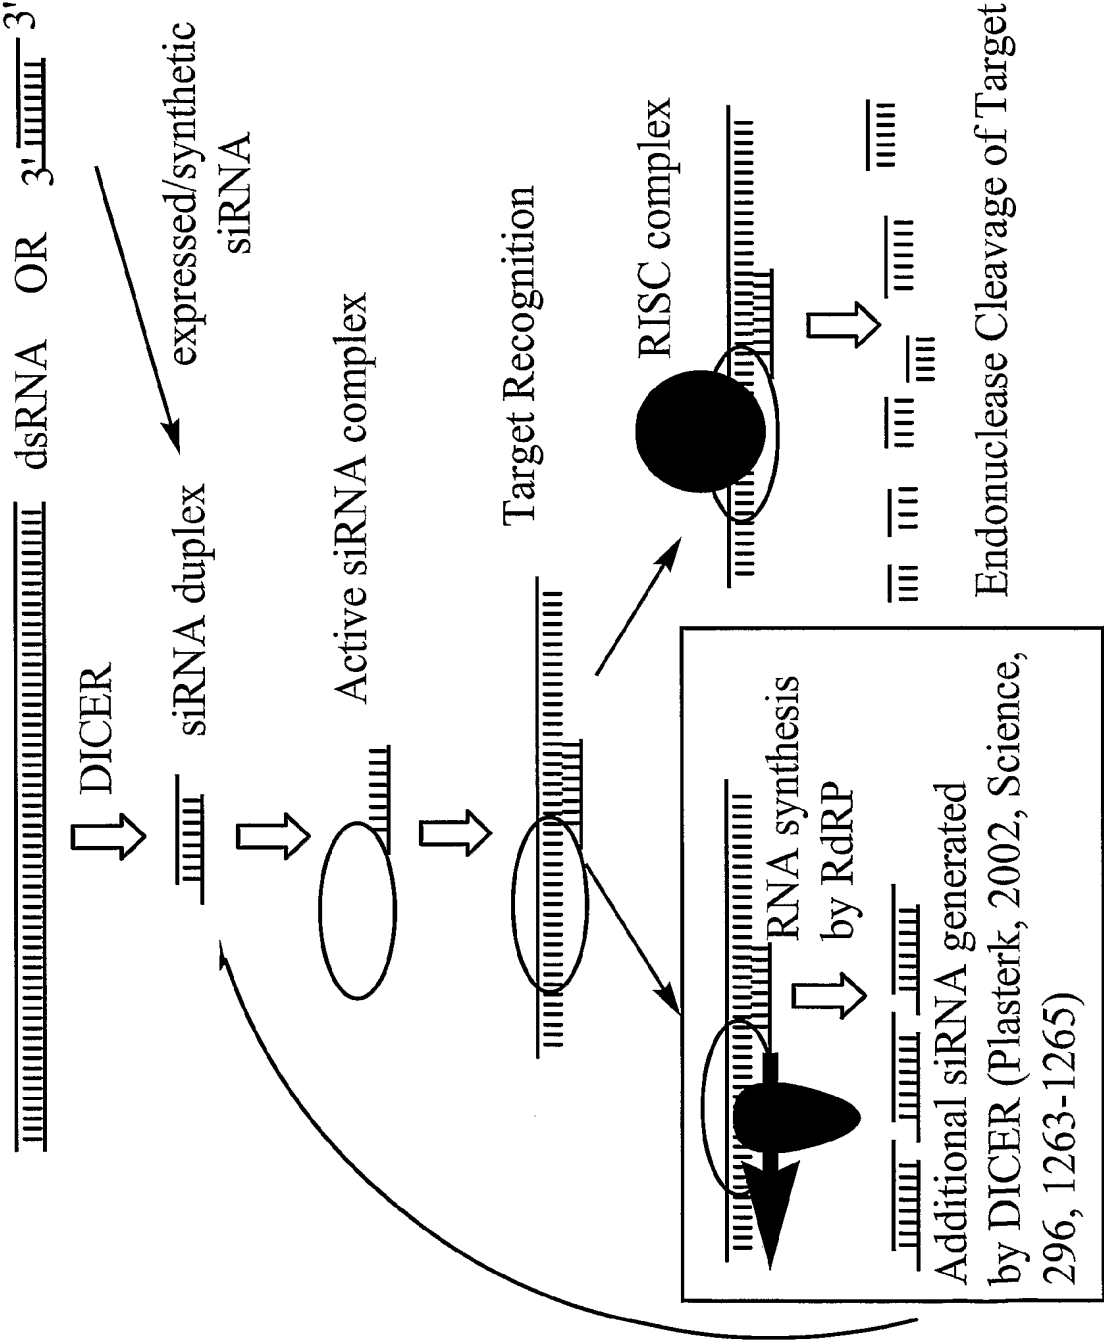 dsRNA OR 3' 3'
DICER
expressed/synthetic
siRNA
siRNA duplex
Active siRNA complex
Target Recognition
RISC complex
Endonuclease Cleavage of Target
RNA synthesis
by RdRP
Additional siRNA generated
by DICER (Plasterk, 2002, Science,
296, 1263-1265)